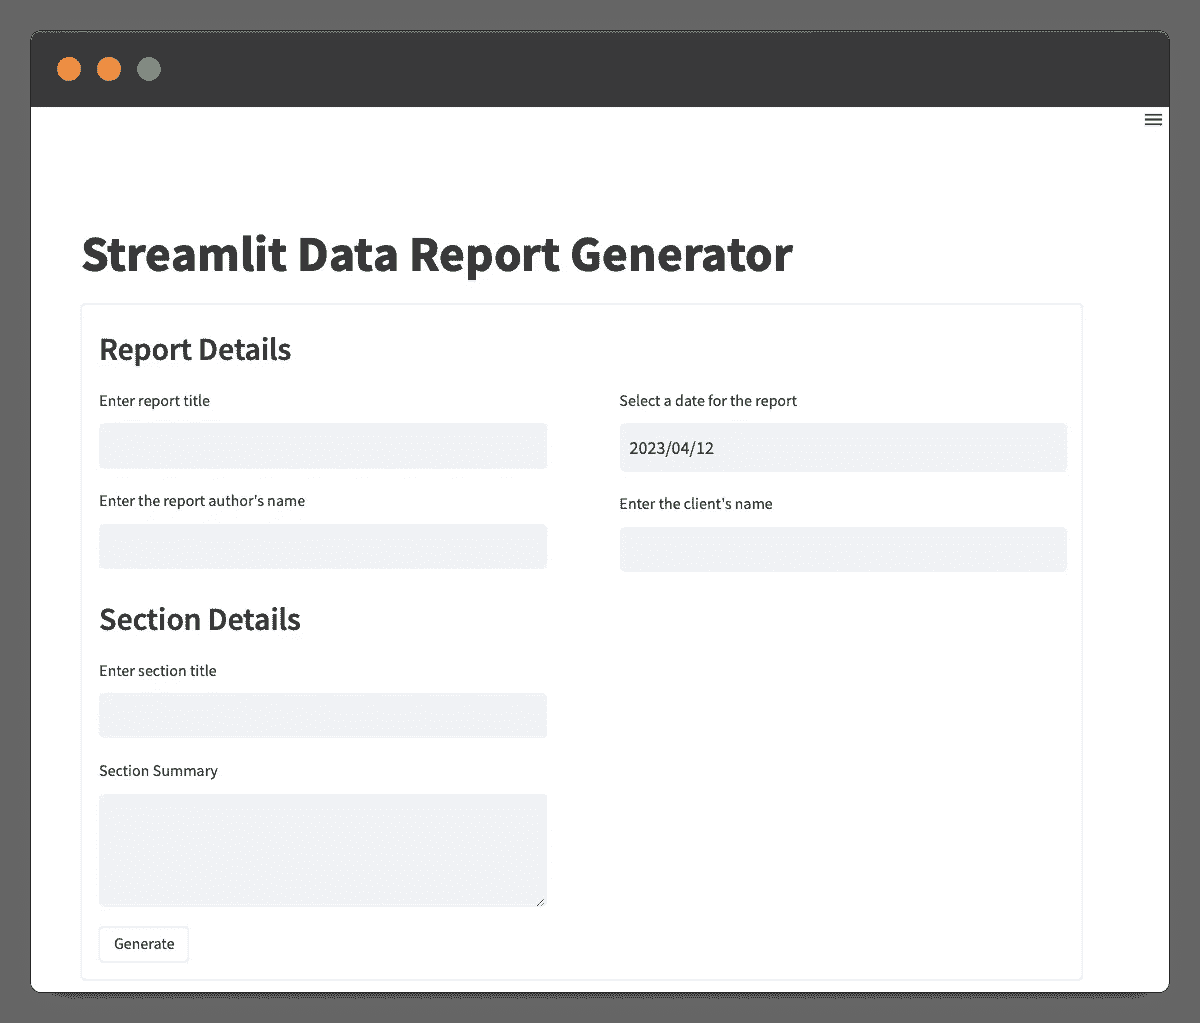 Streamlit Data Report Generator
Report Details
Enter report title
Select a date for the report
2023/04/12
Enter the report author's name
Enter the client's name
Section Details
Enter section title
Section Summary
Generate